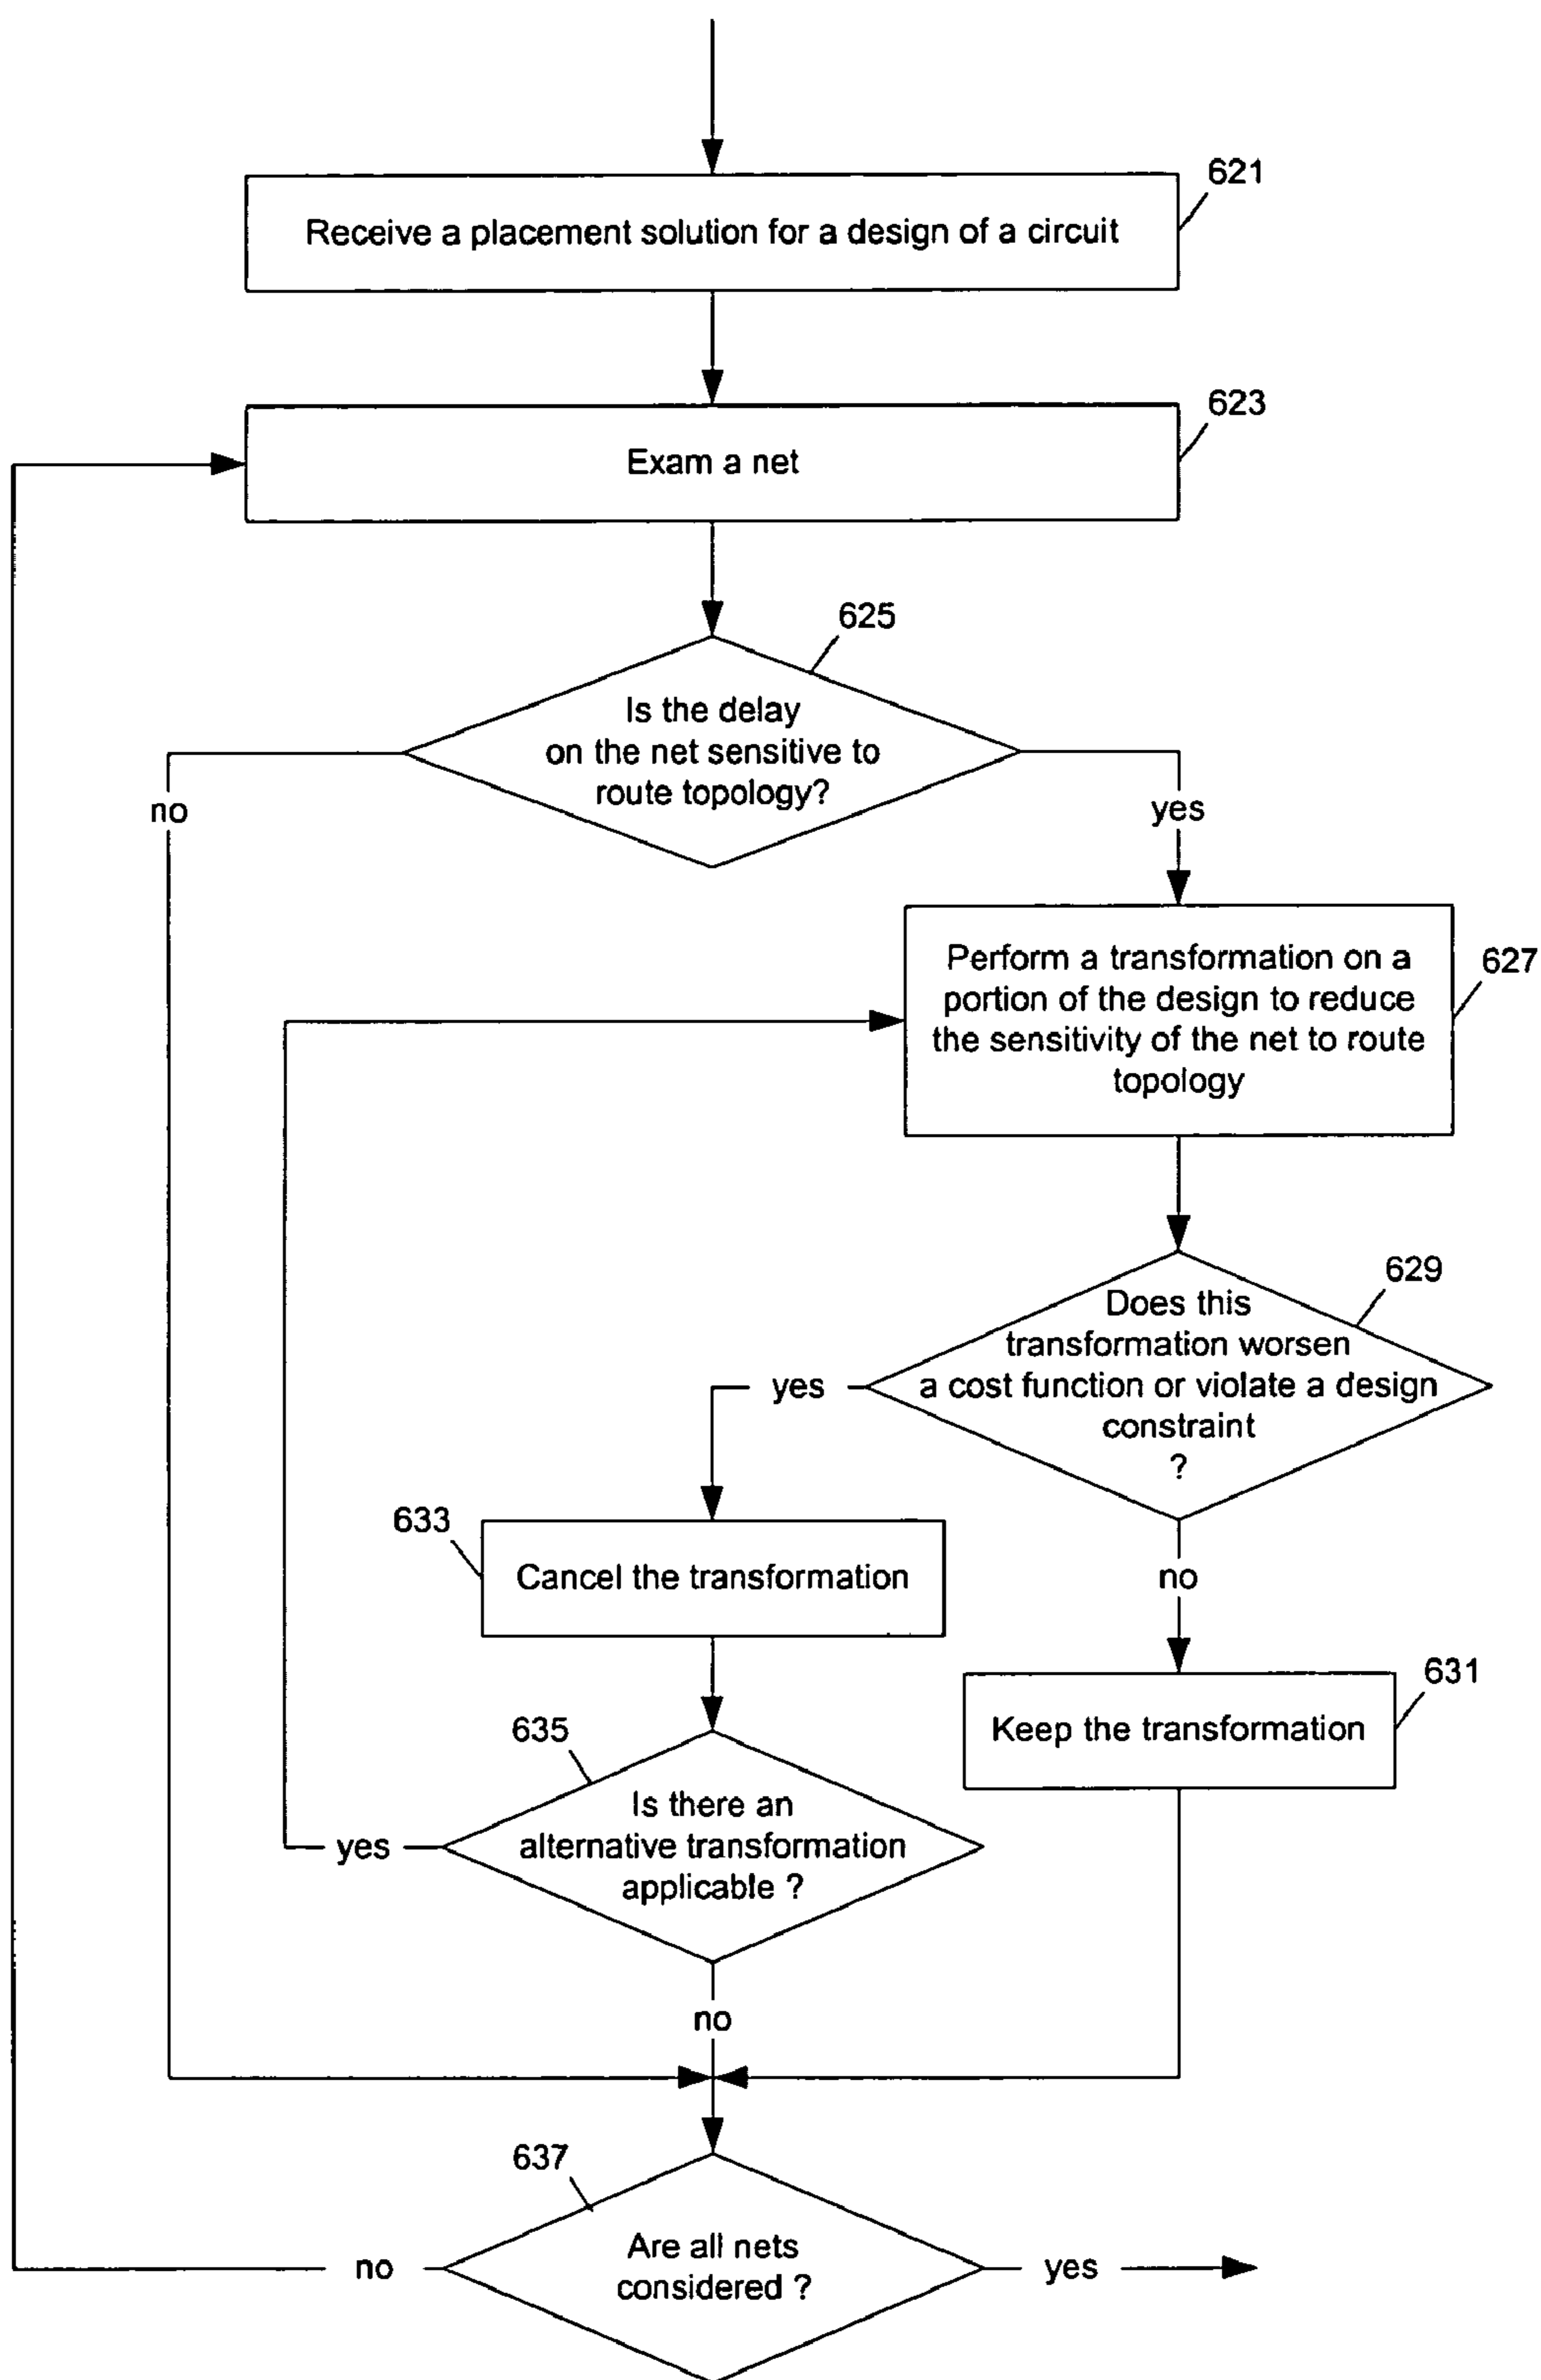 621
Receive a placement solution for a design of a circuit
623
Exam a net
625
Is the delay
on the net sensitive to
route topology?
no
yes
627
Perform a transformation on a
portion of the design to reduce
the sensitivity of the net to route
topology
629
Does this
transformation worsen
a cost function or violate a design
constraint
?
yes
no
633
Cancel the transformation
631
Keep the transformation
635
Is there an
alternative transformation
applicable ?
yes
no
637
Are all nets
considered ?
no
yes